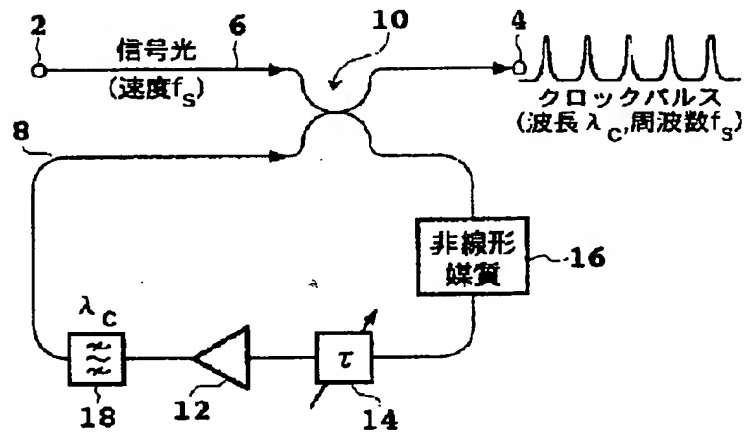 2
信号光
(速度fs)
6
10
4
クロックパルス
(波長λc,周波数fs)
8
非線形
媒質
16
λc
τ
18
12
14